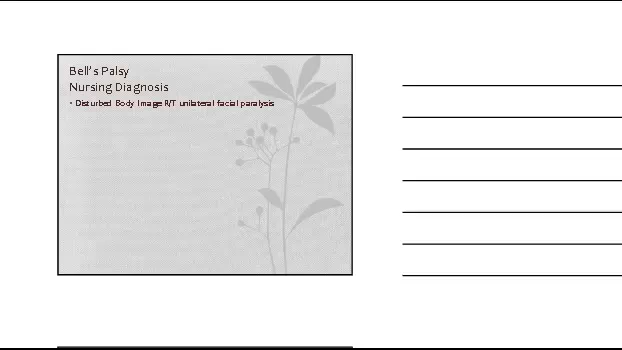 Bell's Palsy
Nursing Diagnosis
• Disturbed Body Image R/T unilateral facial paralysis